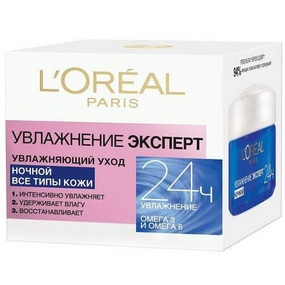 L'ORÉAL
PARIS
УВЛАЖНЕНИЕ ЭКСПЕРТ
УВЛАЖНЯЮЩИЙ УХОД
НОЧНОЙ
ВСЕ ТИПЫ КОЖИ
1. ИНТЕНСИВНО УВЛАЖНЯЕТ
2. УДЕРЖИВАЕТ ВЛАГУ
3. ВОССТАНАВЛИВАЕТ
24ч
УВЛАЖНЕНИЕ
ОМЕГА 3
И ОМЕГА 6
94%